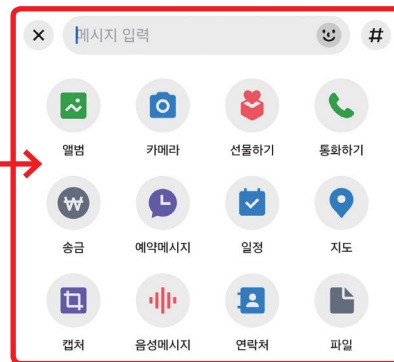 메시지 입력 #
앨범 카메라 선물하기 통화하기
송금 예약메시지 일정 지도
캡처 음성메시지 연락처 파일